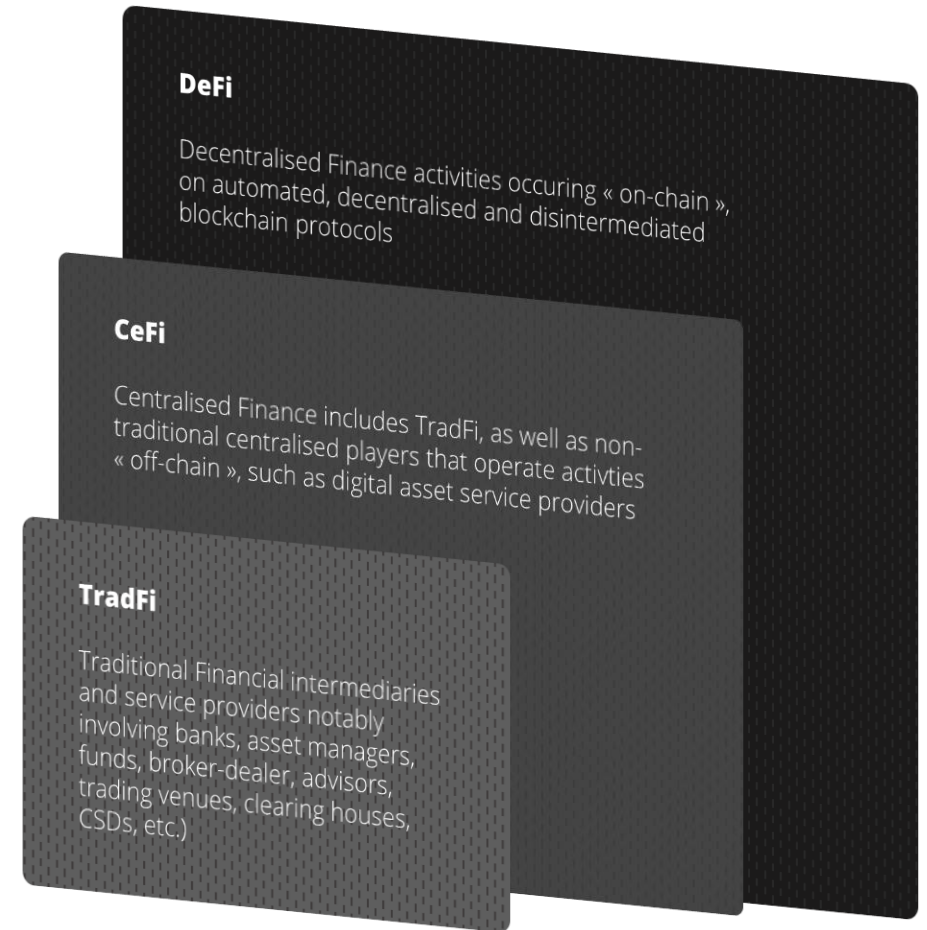 DeFi
Decentralised Finance activities occuring « on-chain »,
on automated, decentralised and disintermediated
blockchain protocols
CeFi
Centralised Finance includes TradFi, as well as non-
traditional centralised players that operate activties
« off-chain », such as digital asset service providers
TradFi
Traditional Financial intermediaries
and service providers notably
involving banks, asset managers,
funds, broker-dealer, advisors,
trading venues, clearing houses,
CSDs, etc.)